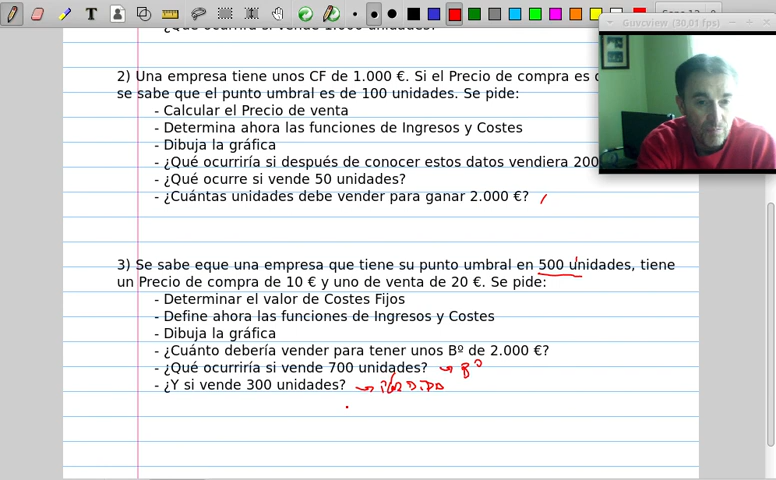 Guvcview (30,01 fps)
2) Una empresa tiene unos CF de 1.000 €. Si el Precio de compra es
se sabe que el punto umbral es de 100 unidades. Se pide:
- Calcular el Precio de venta
- Determina ahora las funciones de Ingresos y Costes
- Dibuja la gráfica
- ¿Qué ocurriría si después de conocer estos datos vendiera 200
- ¿Qué ocurre si vende 50 unidades?
- ¿Cuántas unidades debe vender para ganar 2.000 €?
3) Se sabe eque una empresa que tiene su punto umbral en 500 unidades, tiene
un Precio de compra de 10 € y uno de venta de 20 €. Se pide:
- Determinar el valor de Costes Fijos
- Define ahora las funciones de Ingresos y Costes
- Dibuja la gráfica
- ¿Cuánto debería vender para tener unos Bº de 2.000 €?
- ¿Qué ocurriría si vende 700 unidades? → Bº
- ¿Y si vende 300 unidades? →